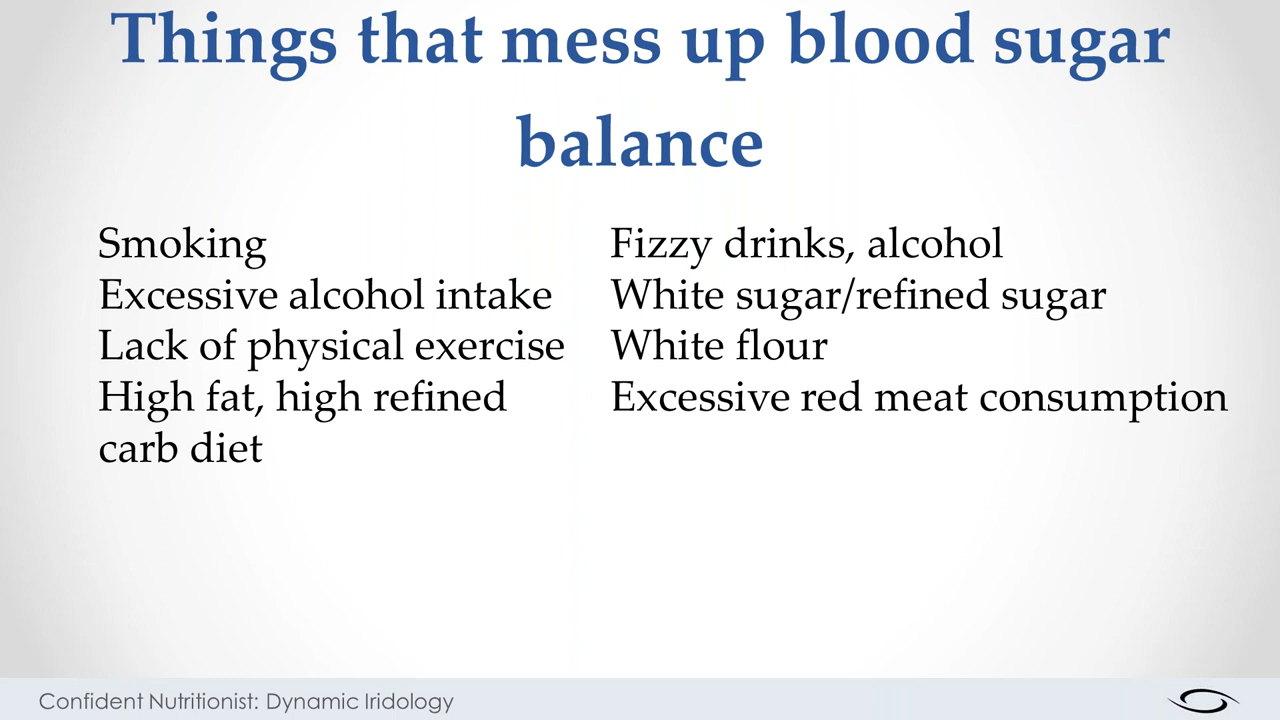 Things that mess up blood sugar
balance
Smoking
Excessive alcohol intake
Lack of physical exercise
High fat, high refined
carb diet
Fizzy drinks, alcohol
White sugar/refined sugar
White flour
Excessive red meat consumption
Confident Nutritionist: Dynamic Iridology